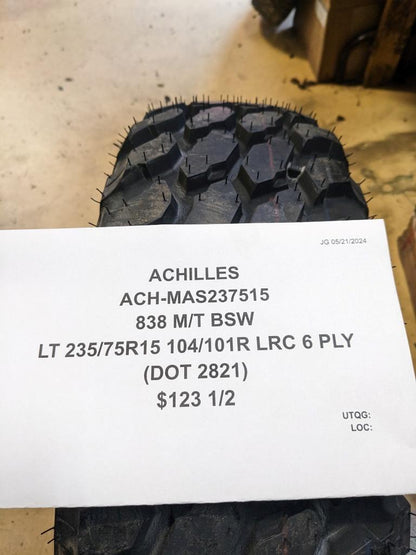 JG 05/21/2024
ACHILLES
ACH-MAS237515
838 M/T BSW
LT 235/75R15 104/101R LRC 6 PLY
(DOT 2821)
$123 1/2
UTQG:
LOC: